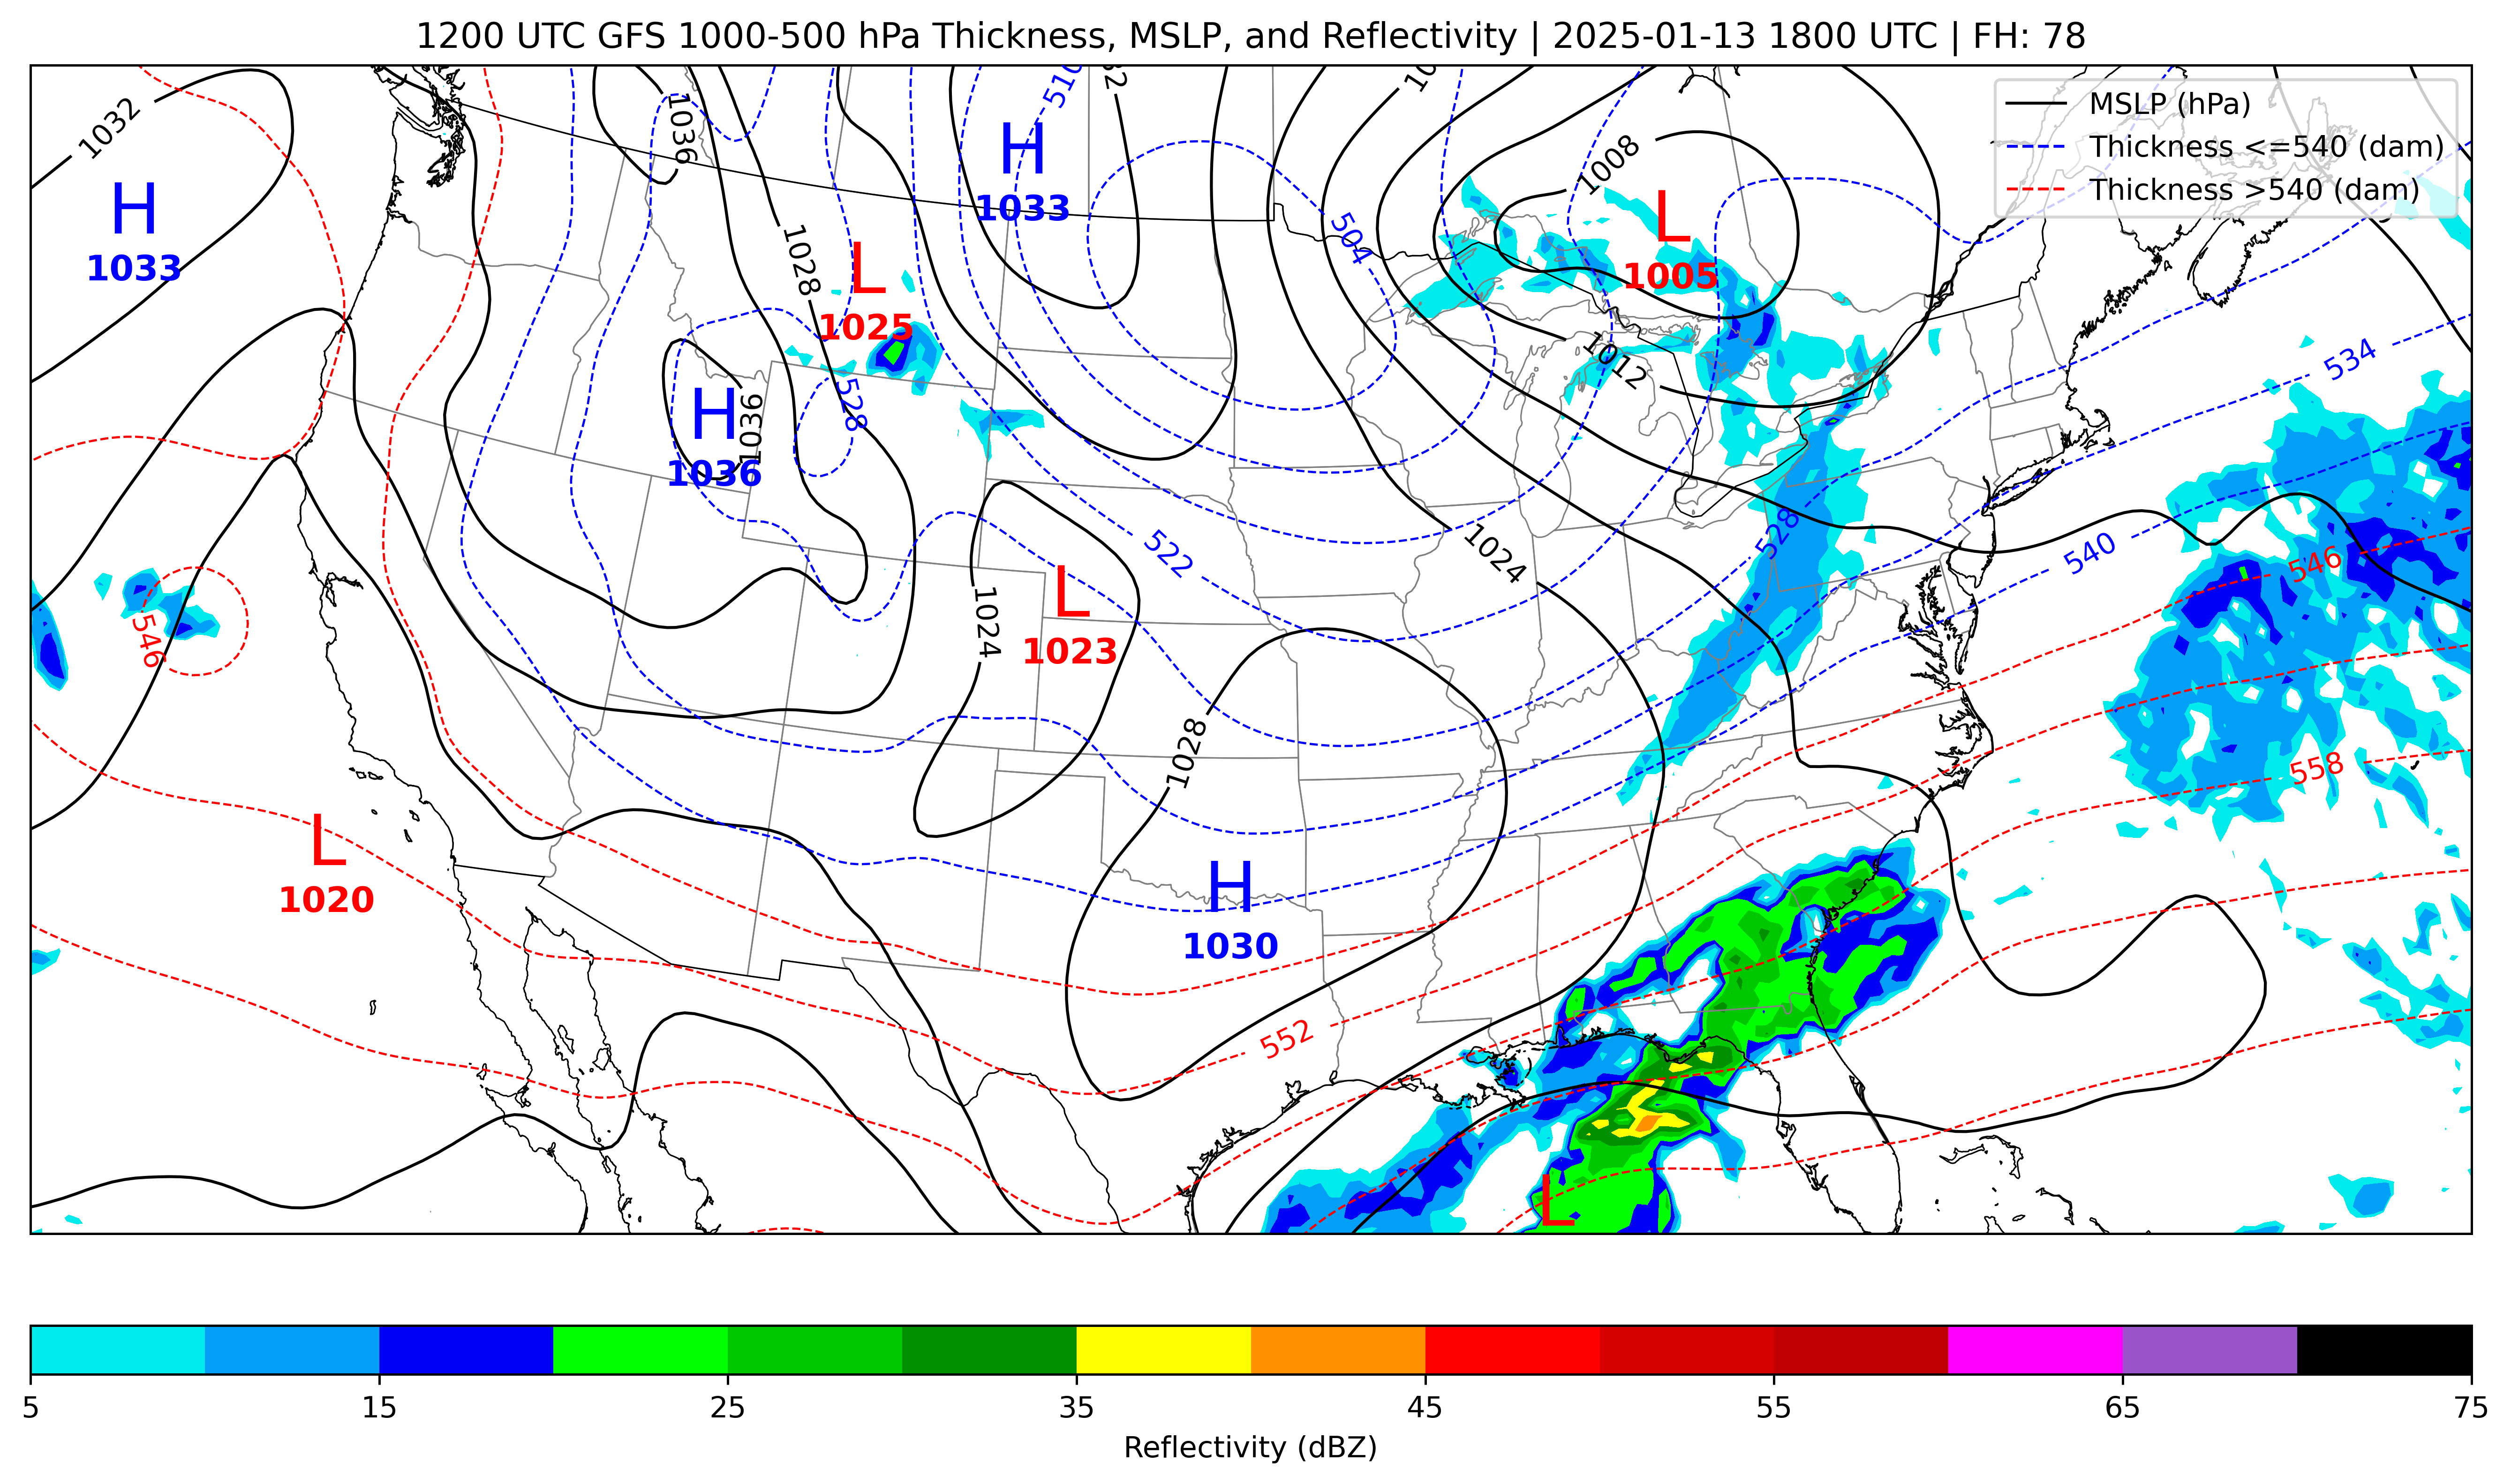 1200 UTC GFS 1000-500 hPa Thickness, MSLP, and Reflectivity | 2025-01-13 1800 UTC | FH: 78
MSLP (hPa)
Thickness <=540 (dam)
Thickness >540 (dam)
1032
1036
510
1008
H
1033
H
1033
L
1005
504
1028
L
1025
1012
534
H
1036
1036
528
522
1024
528
540
546
546
1024
L
1023
1028
558
L
1020
H
1030
552
L
5
15
25
35
45
55
65
75
Reflectivity (dBZ)